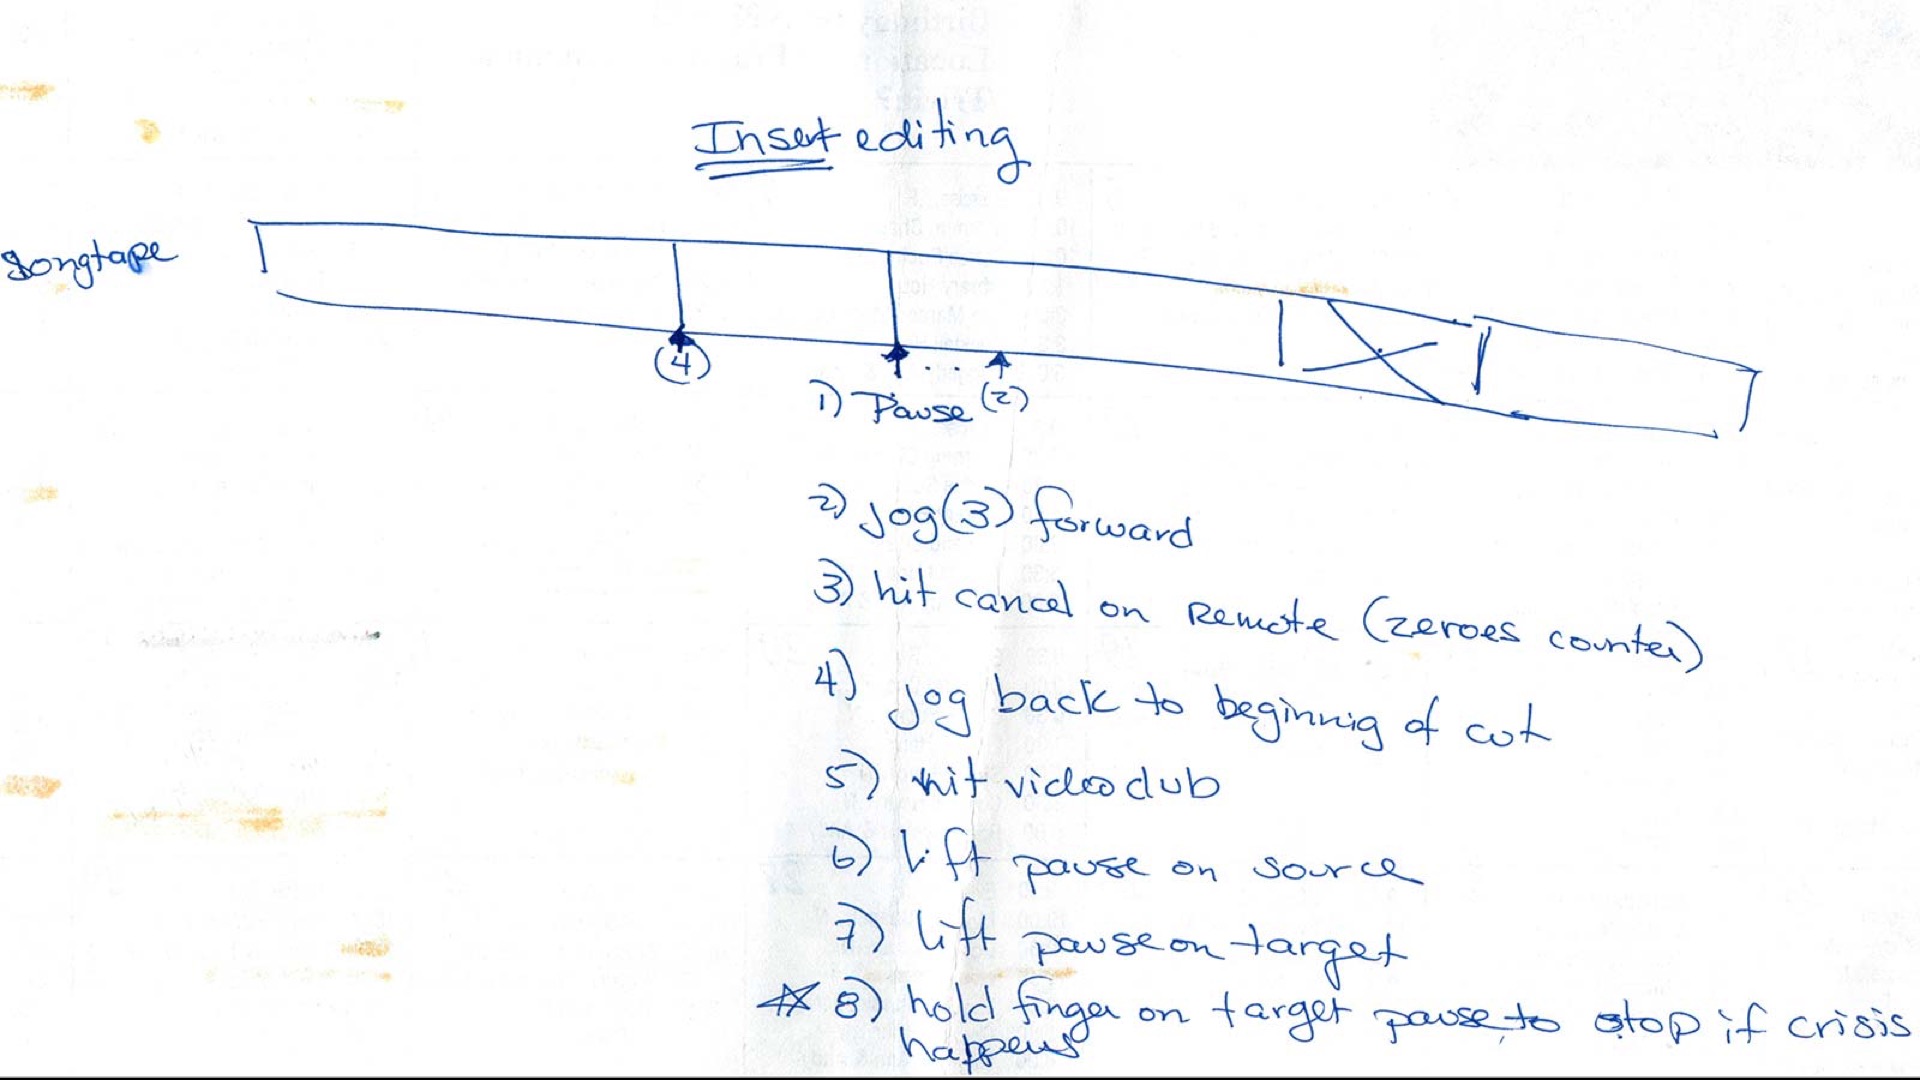 Insert editing
Songtape
(4)
1) Pause (2)
2) jog(3) forward
3) hit cancel on Remote (zeroes counter)
4) jog back to beginning of cut
5) hit videodub
6) lift pause on source
7) lift pause on target
8) hold finger on target pause to stop if crisis
happens